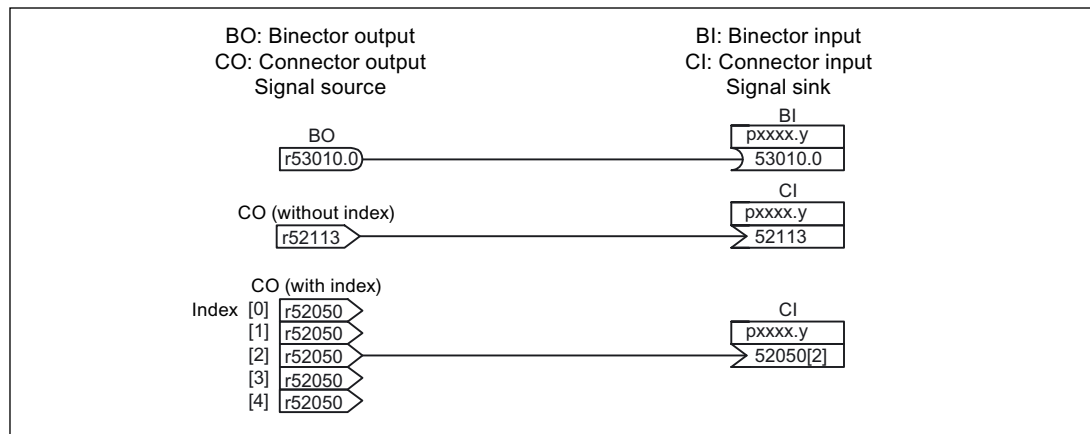 BO: Binector output
CO: Connector output
Signal source
BI: Binector input
CI: Connector input
Signal sink
BO
r53010.0
BI
pxxxx.y
53010.0
CO (without index)
r52113
CI
pxxxx.y
52113
CO (with index)
Index [0] r52050
[1] r52050
[2] r52050
[3] r52050
[4] r52050
CI
pxxxx.y
52050[2]